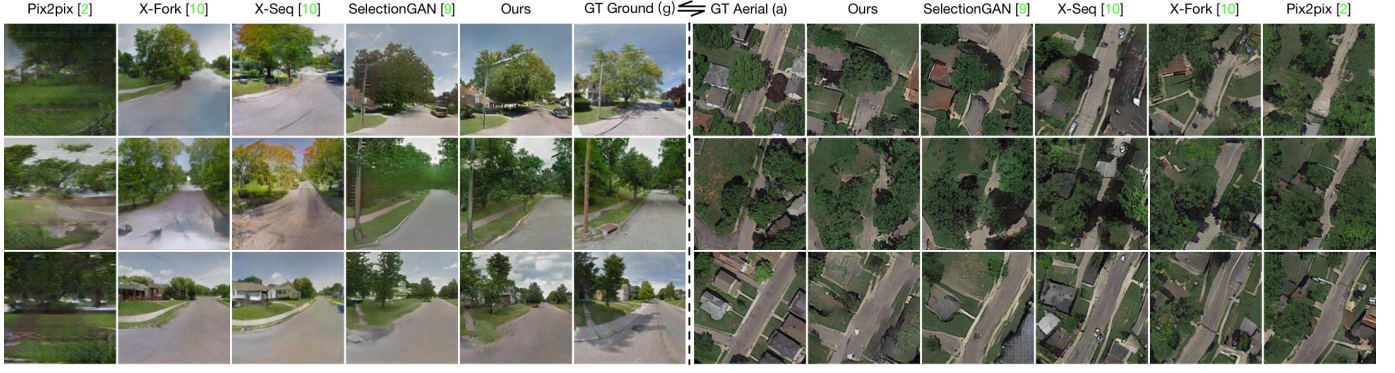 Pix2pix [2] X-Fork [10] X-Seq [10] SelectionGAN [9] Ours GT Ground (g) ⇌ GT Aerial (a) Ours SelectionGAN [9] X-Seq [10] X-Fork [10] Pix2pix [2]